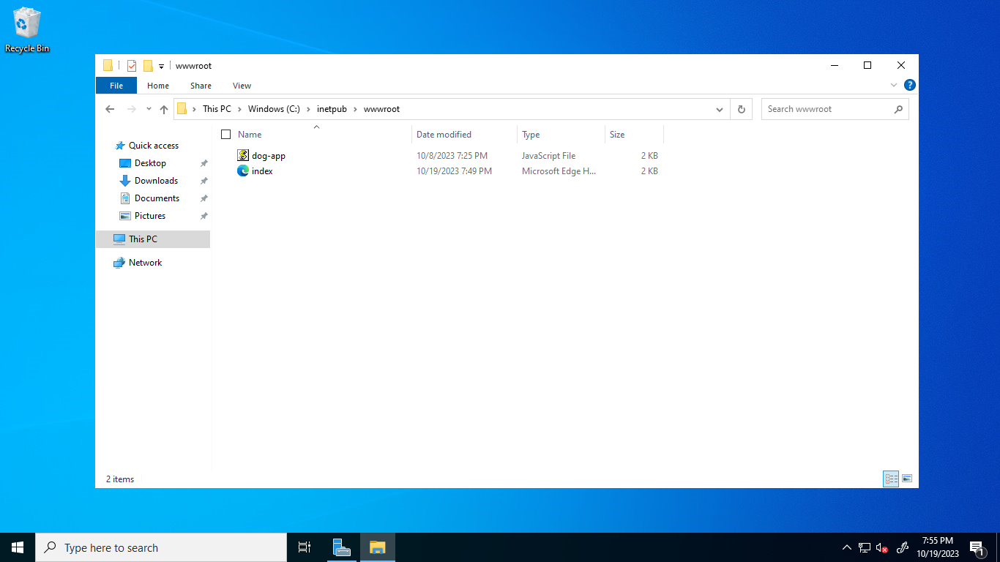 Recycle Bin
wwwroot
File Home Share View
This PC Windows (C:) inetpub wwwroot
Search wwwroot
Name Date modified Type Size
Quick access
Desktop
Downloads
Documents
Pictures
This PC
Network
dog-app 10/8/2023 7:25 PM JavaScript File 2 KB
index 10/19/2023 7:49 PM Microsoft Edge H... 2 KB
2 items
Type here to search
7:55 PM
10/19/2023
1